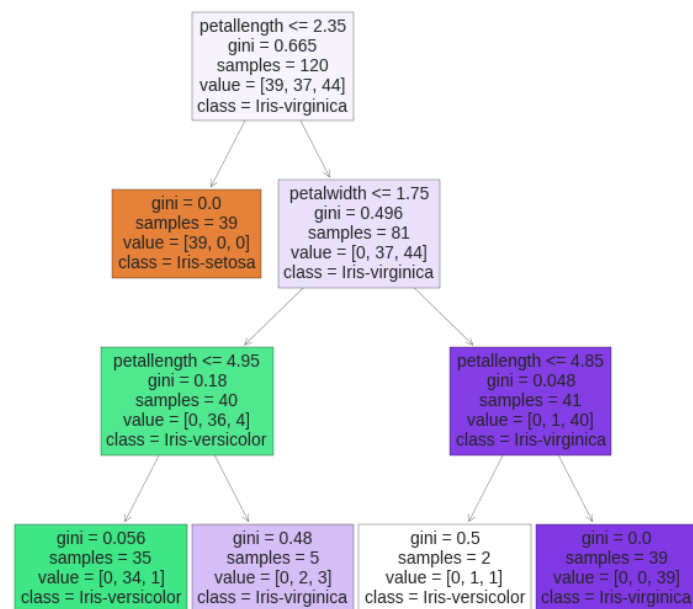 petallength <= 2.35
gini = 0.665
samples = 120
value = [39, 37, 44]
class = Iris-virginica
gini = 0.0
samples = 39
value = [39, 0, 0]
class = Iris-setosa
petalwidth <= 1.75
gini = 0.496
samples = 81
value = [0, 37, 44]
class = Iris-virginica
petallength <= 4.95
gini = 0.18
samples = 40
value = [0, 36, 4]
class = Iris-versicolor
petallength <= 4.85
gini = 0.048
samples = 41
value = [0, 1, 40]
class = Iris-virginica
gini = 0.056
samples = 35
value = [0, 34, 1]
class = Iris-versicolor
gini = 0.48
samples = 5
value = [0, 2, 3]
class = Iris-virginica
gini = 0.5
samples = 2
value = [0, 1, 1]
class = Iris-versicolor
gini = 0.0
samples = 39
value = [0, 0, 39]
class = Iris-virginica